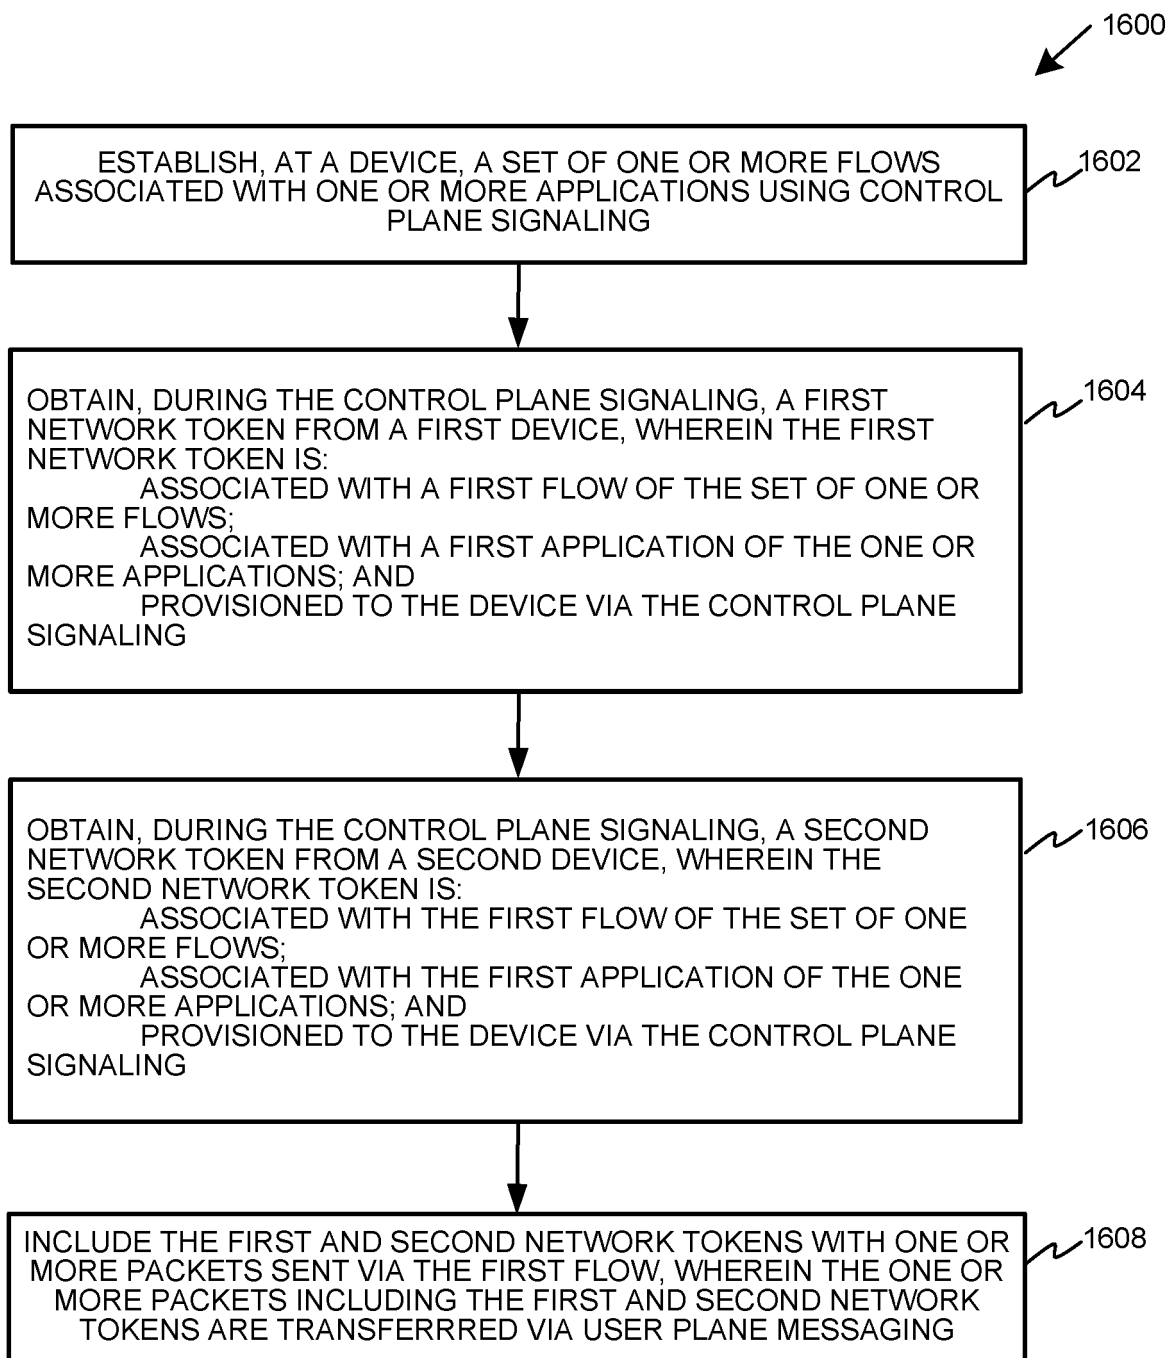 1600
ESTABLISH, AT A DEVICE, A SET OF ONE OR MORE FLOWS
ASSOCIATED WITH ONE OR MORE APPLICATIONS USING CONTROL
PLANE SIGNALING
1602
OBTAIN, DURING THE CONTROL PLANE SIGNALING, A FIRST
NETWORK TOKEN FROM A FIRST DEVICE, WHEREIN THE FIRST
NETWORK TOKEN IS:
ASSOCIATED WITH A FIRST FLOW OF THE SET OF ONE OR
MORE FLOWS;
ASSOCIATED WITH A FIRST APPLICATION OF THE ONE OR
MORE APPLICATIONS; AND
PROVISIONED TO THE DEVICE VIA THE CONTROL PLANE
SIGNALING
1604
OBTAIN, DURING THE CONTROL PLANE SIGNALING, A SECOND
NETWORK TOKEN FROM A SECOND DEVICE, WHEREIN THE
SECOND NETWORK TOKEN IS:
ASSOCIATED WITH THE FIRST FLOW OF THE SET OF ONE
OR MORE FLOWS;
ASSOCIATED WITH THE FIRST APPLICATION OF THE ONE
OR MORE APPLICATIONS; AND
PROVISIONED TO THE DEVICE VIA THE CONTROL PLANE
SIGNALING
1606
INCLUDE THE FIRST AND SECOND NETWORK TOKENS WITH ONE OR
MORE PACKETS SENT VIA THE FIRST FLOW, WHEREIN THE ONE OR
MORE PACKETS INCLUDING THE FIRST AND SECOND NETWORK
TOKENS ARE TRANSFERRRED VIA USER PLANE MESSAGING
1608